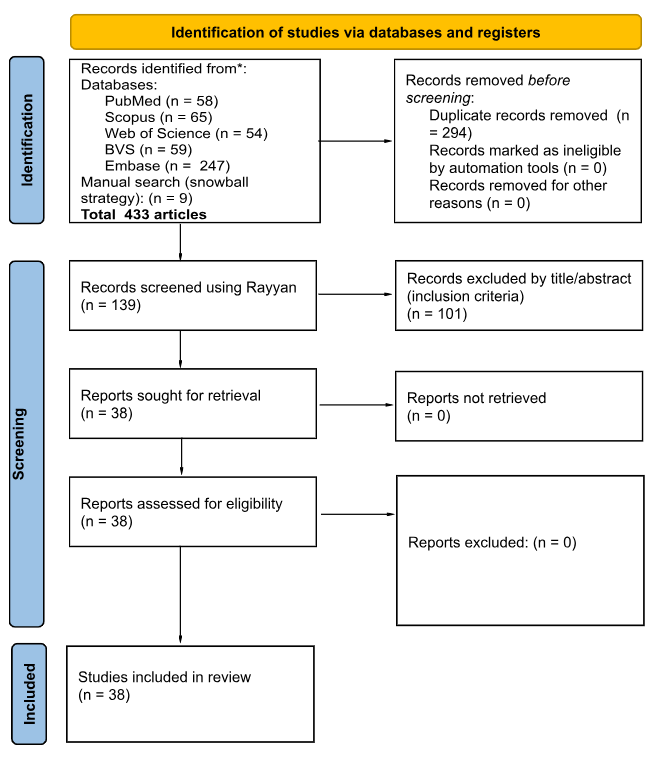 Identification of studies via databases and registers
Identification
Records identified from*:
Databases:
PubMed (n = 58)
Scopus (n = 65)
Web of Science (n = 54)
BVS (n = 59)
Embase (n =  247)
Manual search (snowball
strategy): (n = 9)
Total  433 articles
Records removed before
screening:
Duplicate records removed  (n
= 294)
Records marked as ineligible
by automation tools (n = 0)
Records removed for other
reasons (n = 0)
Screening
Records screened using Rayyan
(n = 139)
Records excluded by title/abstract
(inclusion criteria)
(n = 101)
Reports sought for retrieval
(n = 38)
Reports not retrieved
(n = 0)
Reports assessed for eligibility
(n = 38)
Reports excluded: (n = 0)
Included
Studies included in review
(n = 38)